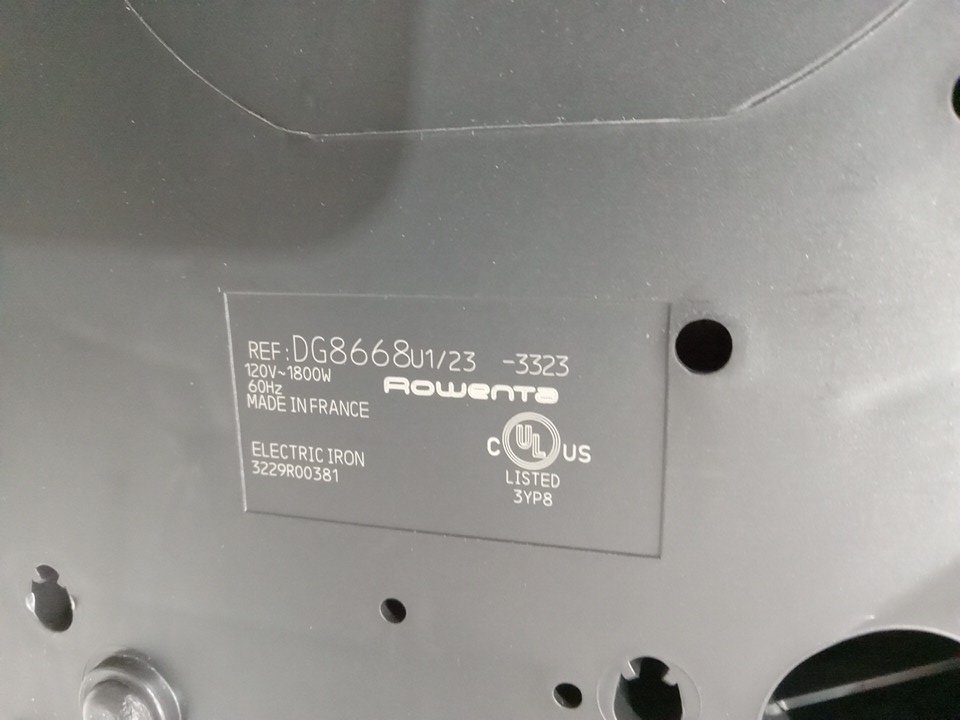 REF:DG8668U1/23 -3323
120V~1800W
60Hz
Rowenta
MADE IN FRANCE
ELECTRIC IRON
3229R00381
C UL US
LISTED
3YP8